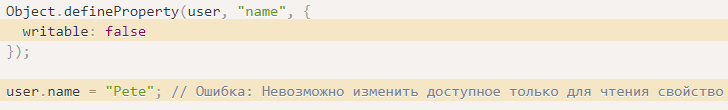 Object.defineProperty(user, "name", {
  writable: false
});
user.name = "Pete"; // Ошибка: Невозможно изменить доступное только для чтения свойство